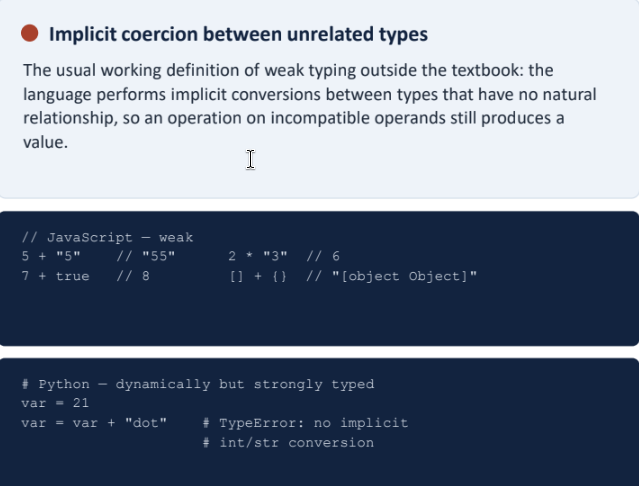 Implicit coercion between unrelated types
The usual working definition of weak typing outside the textbook: the
language performs implicit conversions between types that have no natural
relationship, so an operation on incompatible operands still produces a
value.
// JavaScript — weak
5 + "5"    // "55"      2 * "3"  // 6
7 + true   // 8         [] + {}  // "[object Object]"
# Python — dynamically but strongly typed
var = 21
var = var + "dot"    # TypeError: no implicit
                     # int/str conversion